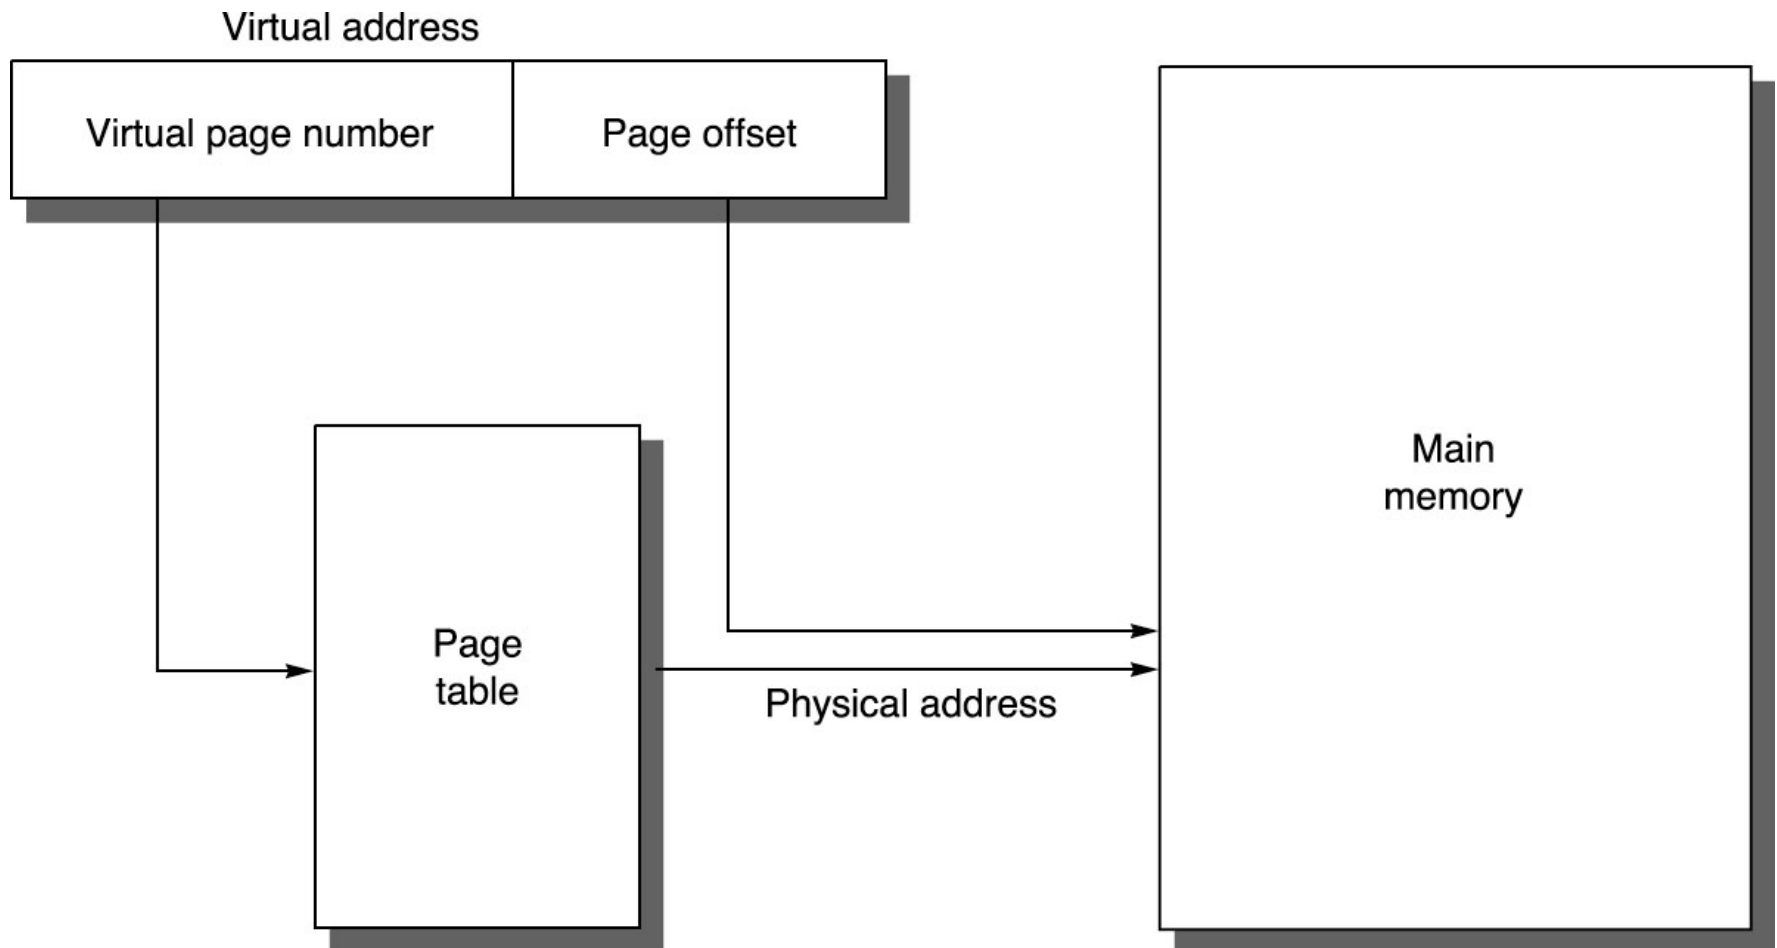 Virtual address
Virtual page number
Page offset
Main
memory
Page
table
Physical address